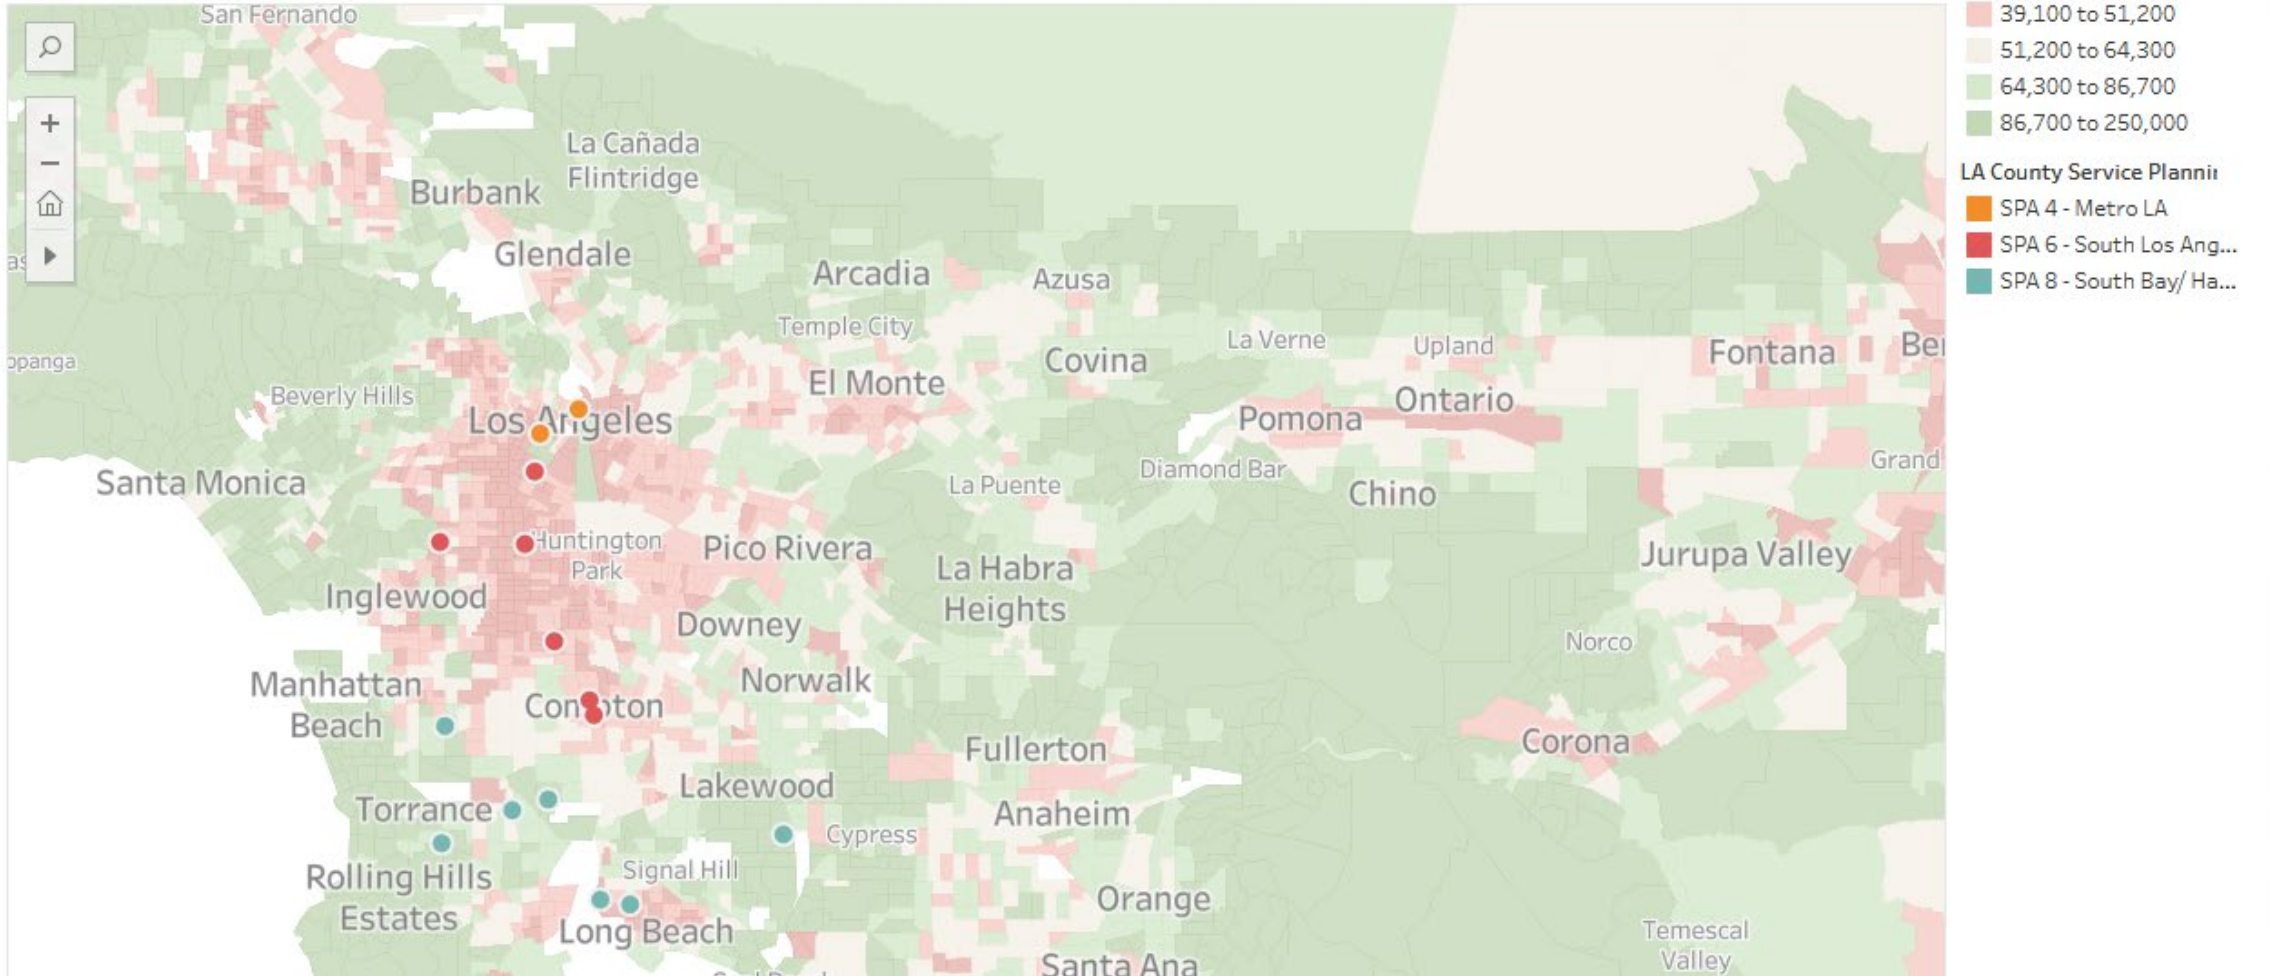 San Fernando
39,100 to 51,200
51,200 to 64,300
64,300 to 86,700
86,700 to 250,000
LA County Service Plannin
SPA 4 - Metro LA
SPA 6 - South Los Ang...
SPA 8 - South Bay/ Ha...
La Cañada
Flintridge
Burbank
Glendale
Arcadia
Azusa
Temple City
La Verne
Upland
Fontana
Covina
El Monte
Beverly Hills
Ontario
Pomona
Los Angeles
Grand
Diamond Bar
Santa Monica
La Puente
Chino
Huntington
Park
Pico Rivera
Jurupa Valley
La Habra
Heights
Inglewood
Downey
Norco
Norwalk
Manhattan
Beach
Compton
Corona
Fullerton
Lakewood
Torrance
Anaheim
Cypress
Signal Hill
Rolling Hills
Estates
Orange
Long Beach
Temescal
Valley
Santa Ana